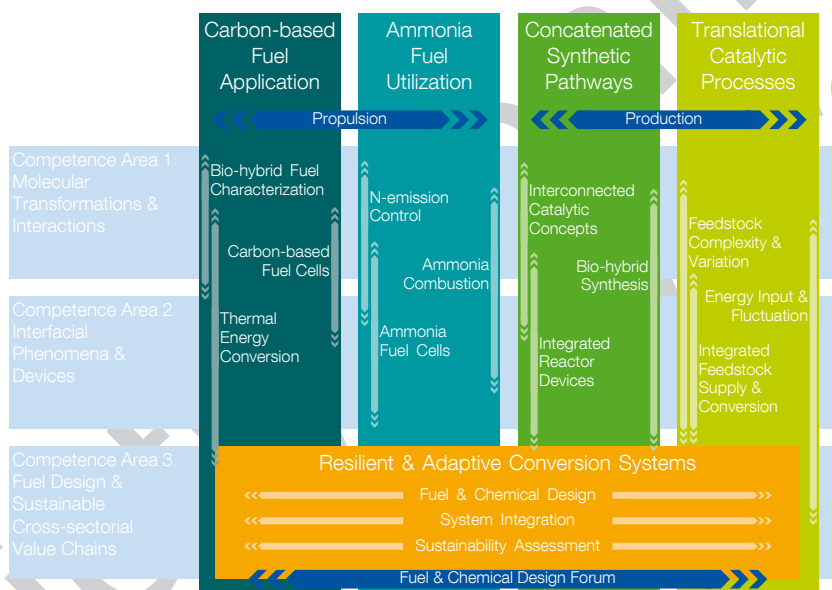 Carbon-based
Fuel
Application
Ammonia
Fuel
Utilization
Concatenated
Synthetic
Pathways
Translational
Catalytic
Processes
Propulsion
Production
Competence Area 1
Molecular
Transformations &
Interactions
Bio-hybrid Fuel
Characterization
Carbon-based
Fuel Cells
N-emission
Control
Ammonia
Combustion
Interconnected
Catalytic
Concepts
Bio-hybrid
Synthesis
Feedstock
Complexity &
Variation
Energy Input &
Fluctuation
Competence Area 2
Interfacial
Phenomena &
Devices
Thermal
Energy
Conversion
Ammonia
Fuel Cells
Integrated
Reactor
Devices
Integrated
Feedstock
Supply &
Conversion
Competence Area 3
Fuel Design &
Sustainable
Cross-sectorial
Value Chains
Resilient & Adaptive Conversion Systems
Fuel & Chemical Design
System Integration
Sustainability Assessment
Fuel & Chemical Design Forum